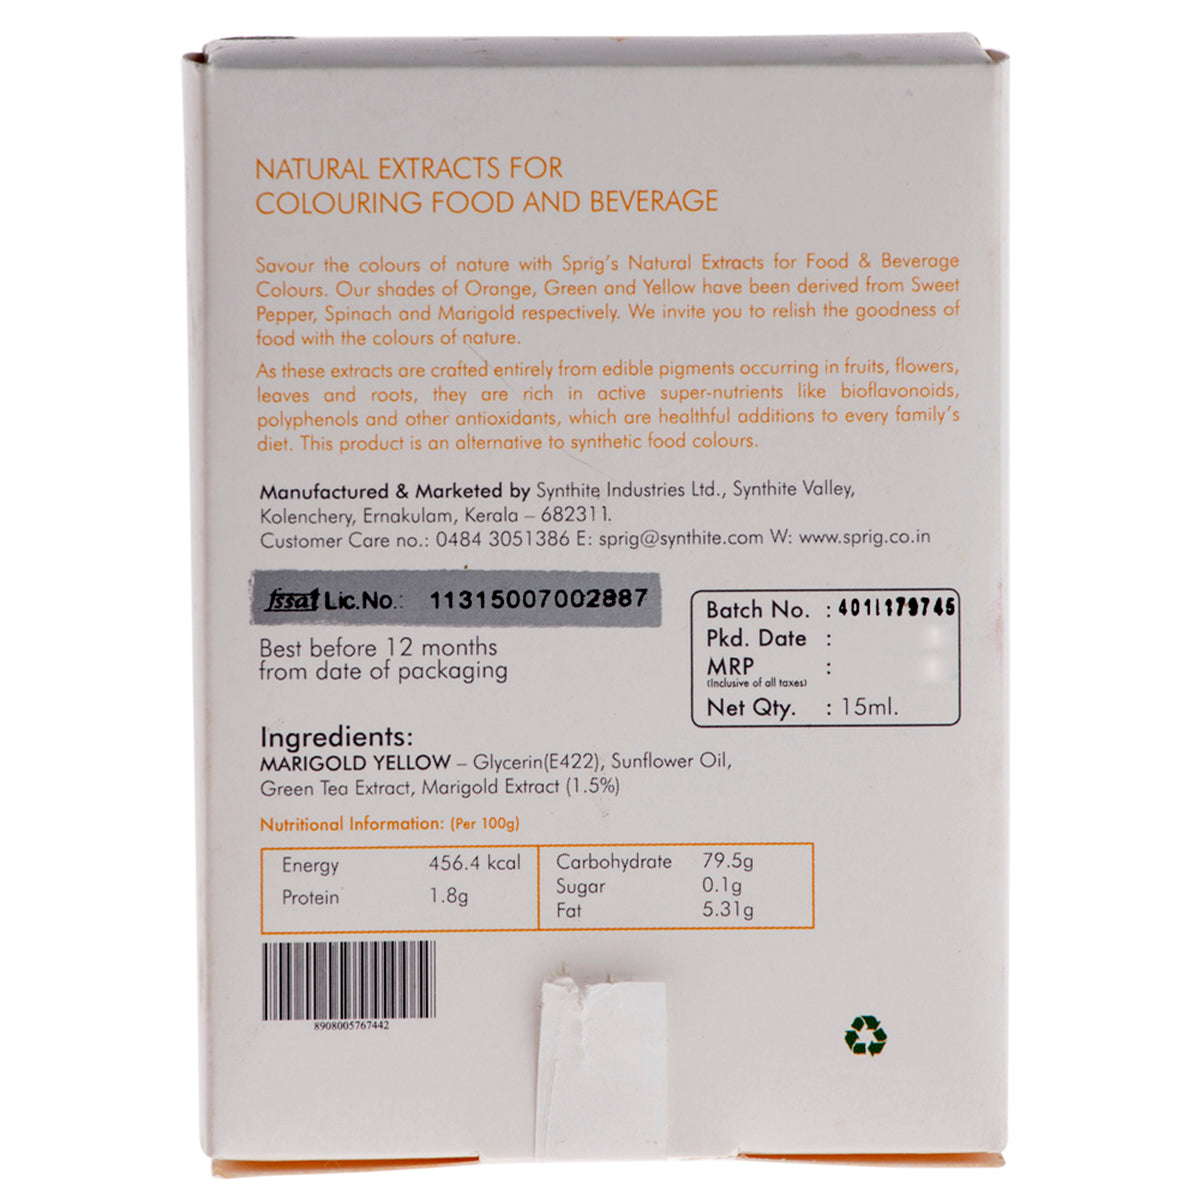 NATURAL EXTRACTS FOR
COLOURING FOOD AND BEVERAGE
Savour the colours of nature with Sprig's Natural Extracts for Food & Beverage
Colours. Our shades of Orange, Green and Yellow have been derived from Sweet
Pepper, Spinach and Marigold respectively. We invite you to relish the goodness of
food with the colours of nature.
As these extracts are crafted entirely from edible pigments occurring in fruits, flowers,
leaves and roots, they are rich in active super-nutrients like bioflavonoids,
polyphenols and other antioxidants, which are healthful additions to every family's
diet. This product is an alternative to synthetic food colours.
Manufactured & Marketed by Synthite Industries Ltd., Synthite Valley,
Kolenchery, Ernakulam, Kerala – 682311.
Customer Care no.: 0484 3051386 E: sprig@synthite.com W: www.sprig.co.in
fssai Lic.No.: 11315007002887
Best before 12 months
from date of packaging
Batch No. : 4011179745
Pkd. Date :
MRP :
(Inclusive of all taxes)
Net Qty. : 15ml.
Ingredients:
MARIGOLD YELLOW – Glycerin(E422), Sunflower Oil,
Green Tea Extract, Marigold Extract (1.5%)
Nutritional Information: (Per 100g)
Energy 456.4 kcal
Protein 1.8g
Carbohydrate 79.5g
Sugar 0.1g
Fat 5.31g
8908005767442